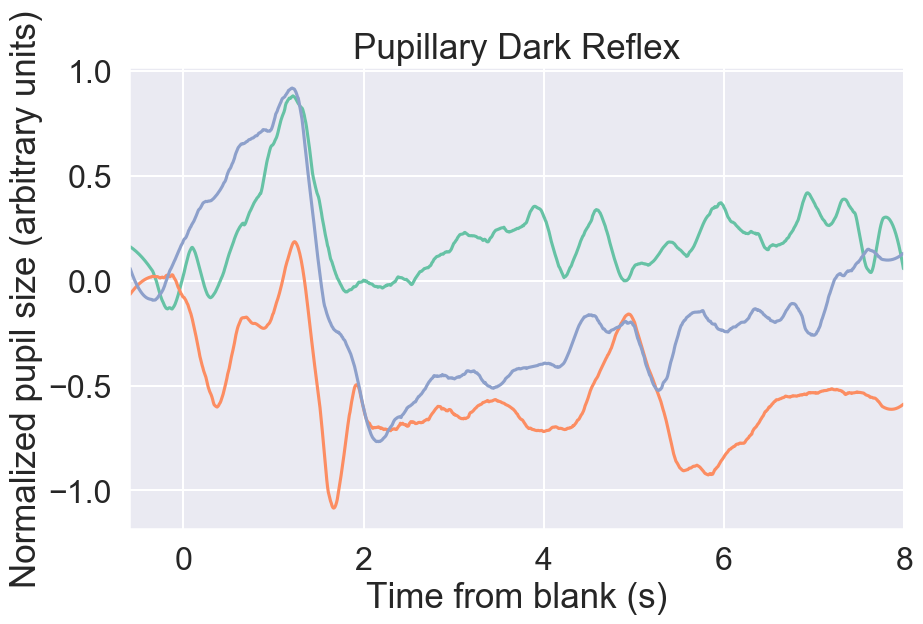 Pupillary Dark Reflex
Normalized pupil size (arbitrary units)
1.0
0.5
0.0
−0.5
−1.0
0 2 4 6 8
Time from blank (s)